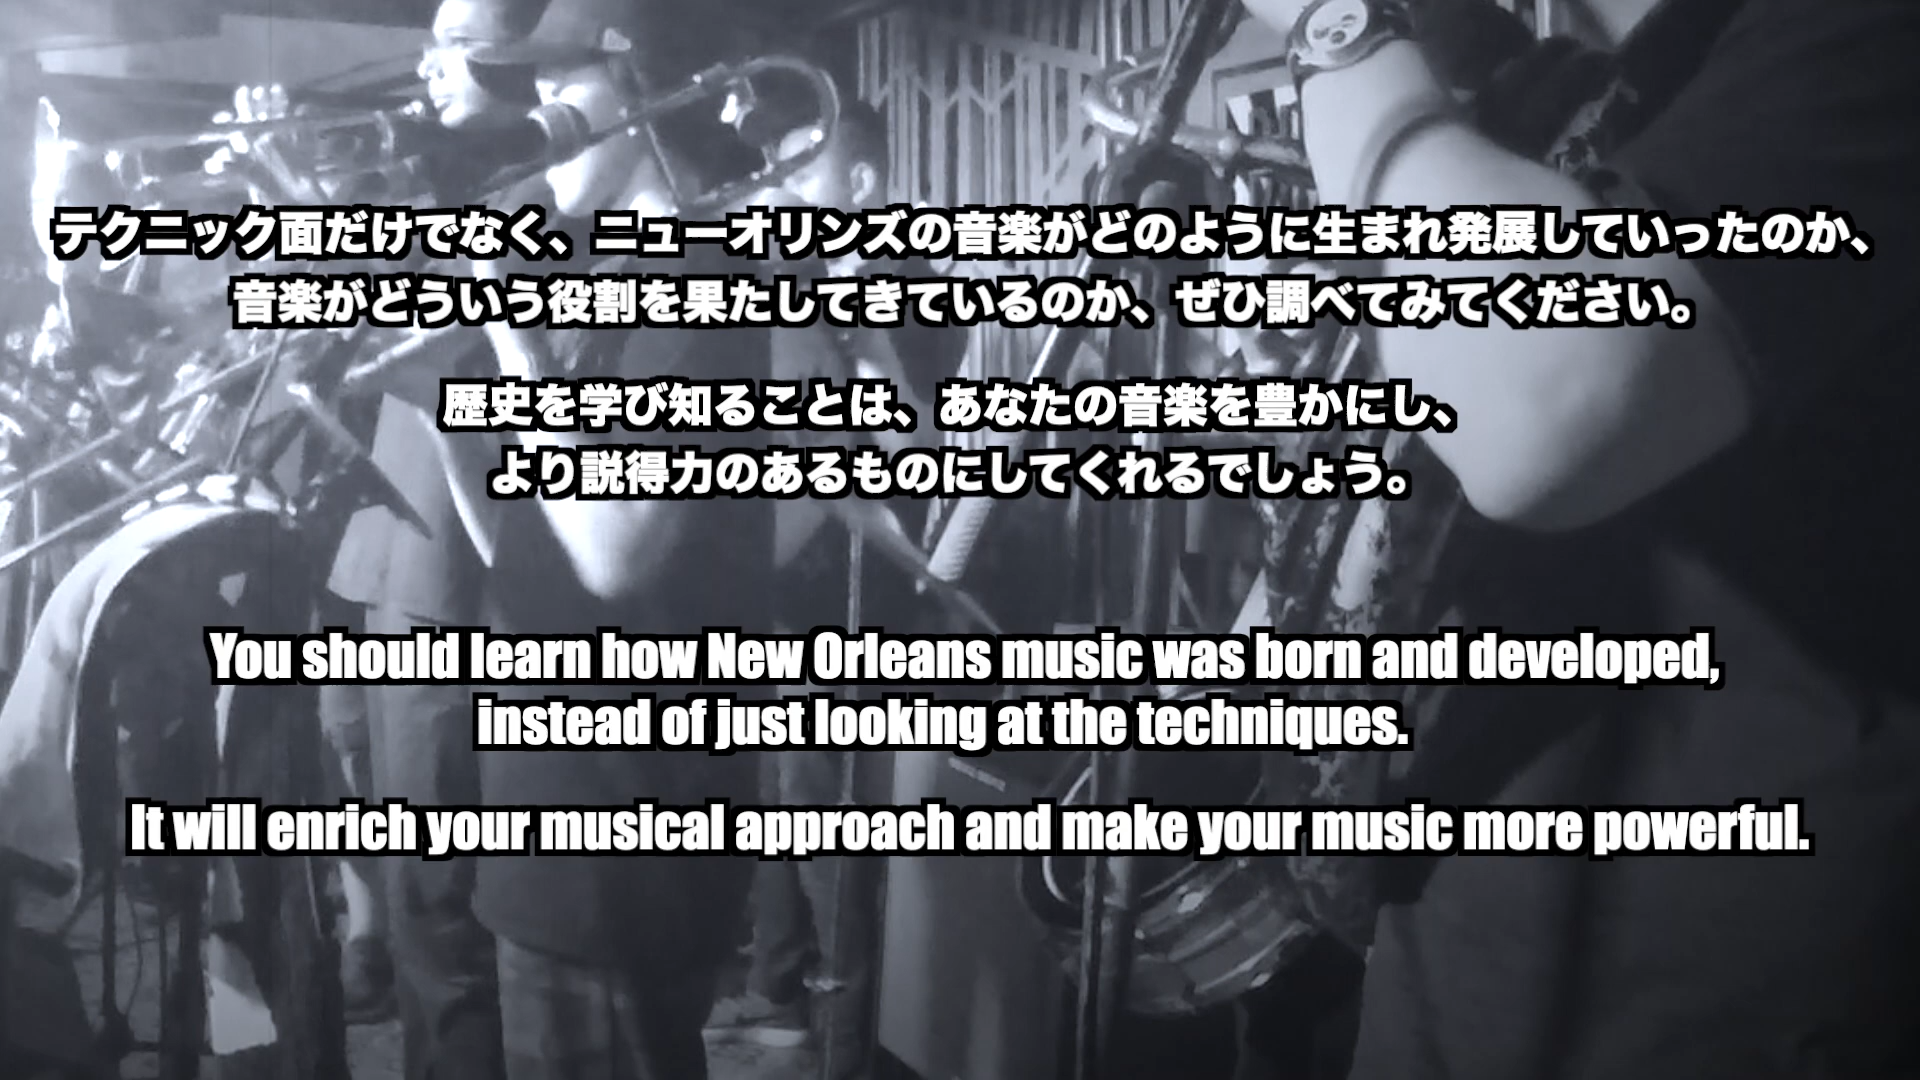 テクニック面だけでなく、ニューオリンズの音楽がどのように生まれ発展していったのか、
音楽がどういう役割を果たしてきているのか、ぜひ調べてみてください。
歴史を学び知ることは、あなたの音楽を豊かにし、
より説得力のあるものにしてくれるでしょう。
You should learn how New Orleans music was born and developed,
instead of just looking at the techniques.
It will enrich your musical approach and make your music more powerful.